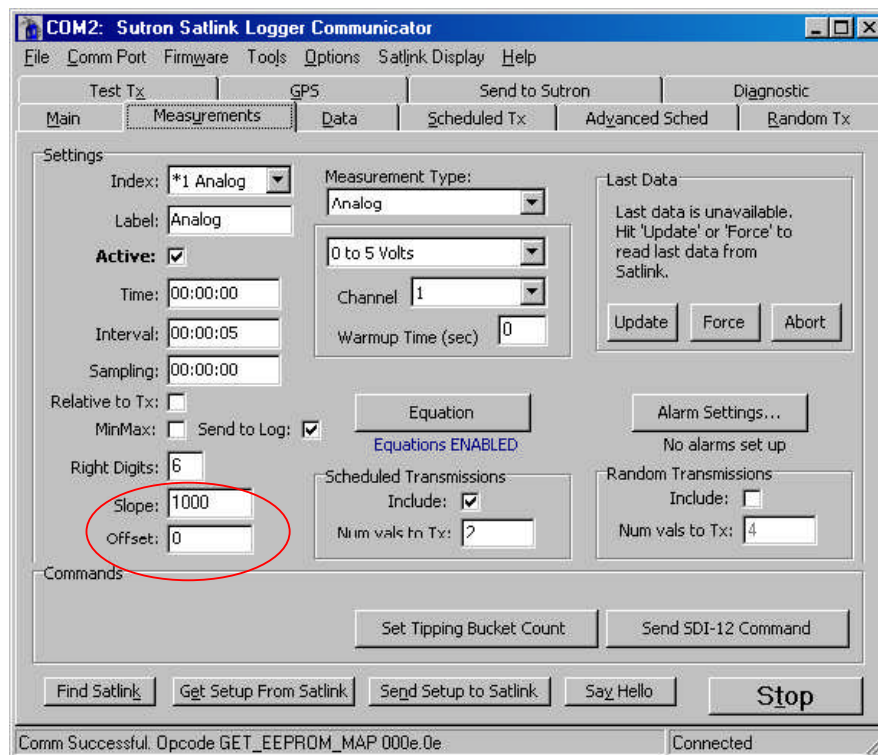 COM2: Sutron Satlink Logger Communicator
File Comm Port Firmware Tools Options Satlink Display Help
Test Tx GPS Send to Sutron Diagnostic
Main Measurements Data Scheduled Tx Advanced Sched Random Tx
Settings
Index: *1 Analog
Label: Analog
Active:
Time: 00:00:00
Interval: 00:00:05
Sampling: 00:00:00
Relative to Tx:
MinMax: Send to Log:
Right Digits: 6
Slope: 1000
Offset: 0
Measurement Type:
Analog
0 to 5 Volts
Channel 1
Warmup Time (sec) 0
Equation
Equations ENABLED
Scheduled Transmissions
Include:
Num vals to Tx: 2
Last Data
Last data is unavailable.
Hit 'Update' or 'Force' to
read last data from
Satlink.
Update Force Abort
Alarm Settings...
No alarms set up
Random Transmissions
Include:
Num vals to Tx: 4
Commands
Set Tipping Bucket Count Send SDI-12 Command
Find Satlink Get Setup From Satlink Send Setup to Satlink Say Hello Stop
Comm Successful. Opcode GET_EEPROM_MAP 000e.0e Connected